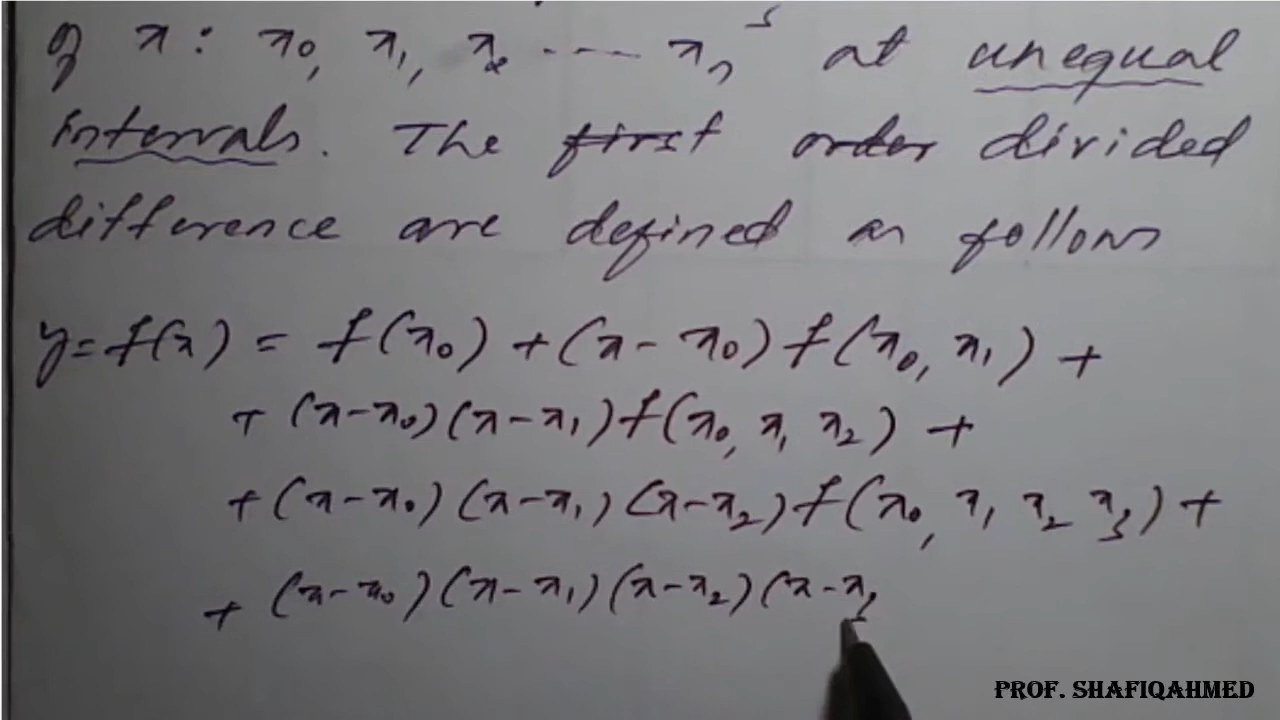 of x: x₀, x₁, x₂ ---- xₙ at unequal
intervals. The first order divided
difference are defined as follows
y=f(x) = f(x₀) +(x- x₀) f(x₀, x₁) +
+ (x-x₀)(x-x₁)f(x₀, x₁ x₂) +
+(x-x₀)(x-x₁)(x-x₂)f(x₀, x₁ x₂ x₃)+
+ (x-x₀)(x-x₁)(x-x₂)(x-x₃
PROF. SHAFIQAHMED